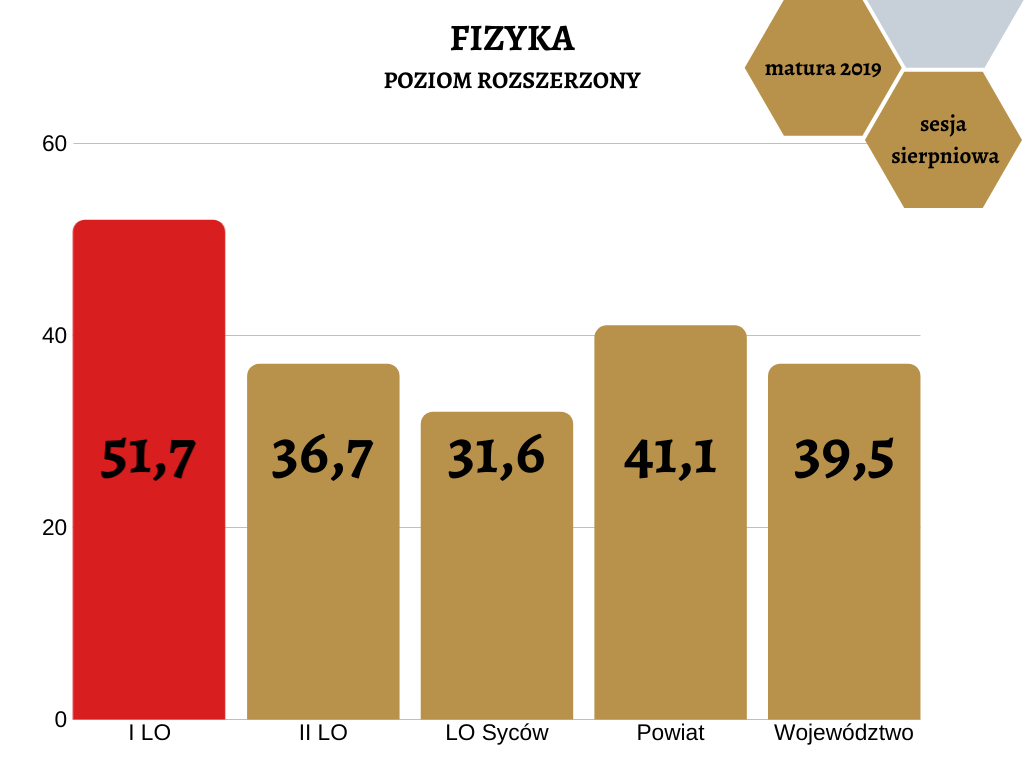 FIZYKA
POZIOM ROZSZERZONY
matura 2019
sesja
sierpniowa
60
40
20
0
51,7
36,7
31,6
41,1
39,5
I LO
II LO
LO Syców
Powiat
Województwo